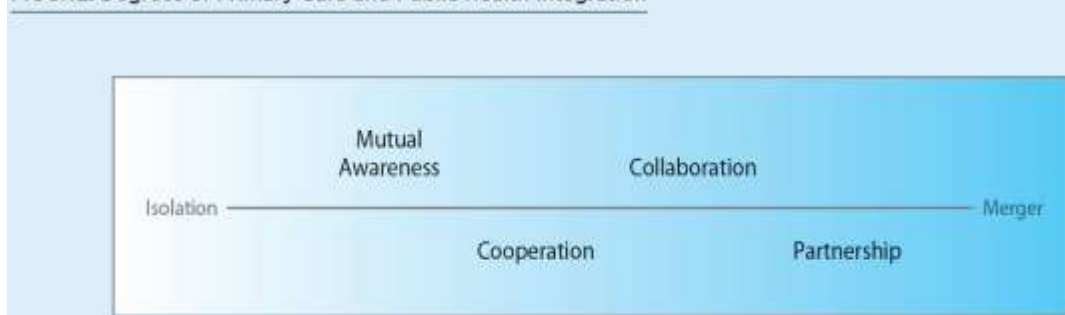 Mutual
Awareness
Collaboration
Isolation
Merger
Cooperation
Partnership